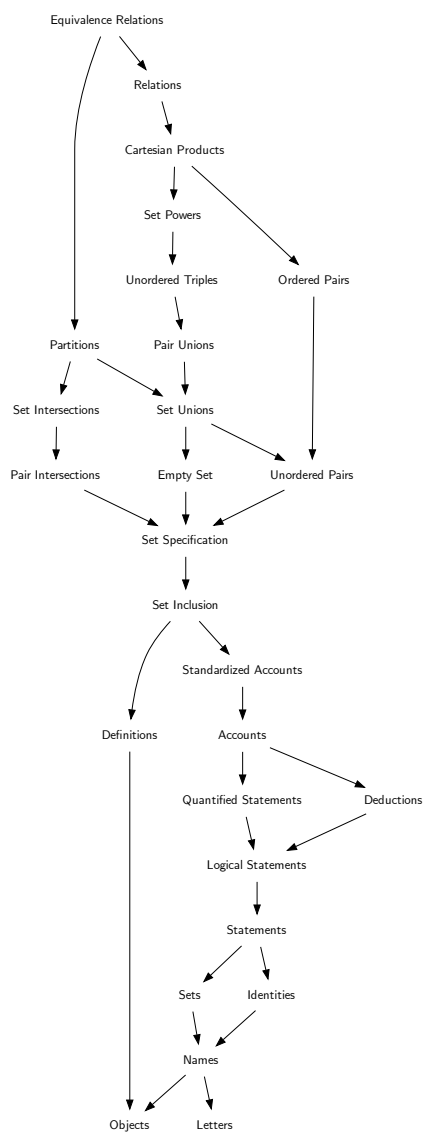 Equivalence Relations
Relations
Cartesian Products
Set Powers
Unordered Triples
Ordered Pairs
Partitions
Pair Unions
Set Intersections
Set Unions
Pair Intersections
Empty Set
Unordered Pairs
Set Specification
Set Inclusion
Standardized Accounts
Definitions
Accounts
Quantified Statements
Deductions
Logical Statements
Statements
Sets
Identities
Names
Objects
Letters